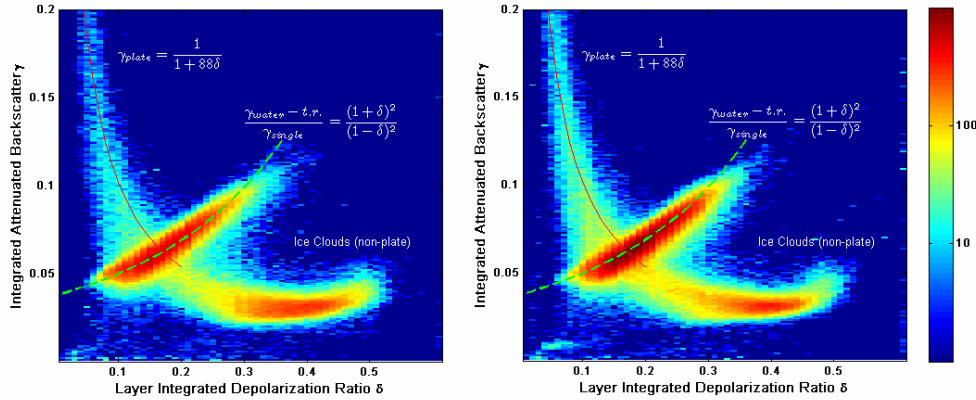 0.2
0.15
0.1
0.05
Integrated Attenuated Backscatter γ
γplate = 1 / 1 + 88δ
γwater − t.r. / γsingle = (1 + δ)² / (1 − δ)²
Ice Clouds (non-plate)
0.1 0.2 0.3 0.4 0.5
Layer Integrated Depolarization Ratio δ
0.2
0.15
0.1
0.05
Integrated Attenuated Backscatter γ
γplate = 1 / 1 + 88δ
γwater − t.r. / γsingle = (1 + δ)² / (1 − δ)²
Ice Clouds (non-plate)
0.1 0.2 0.3 0.4 0.5
Layer Integrated Depolarization Ratio δ
100
10